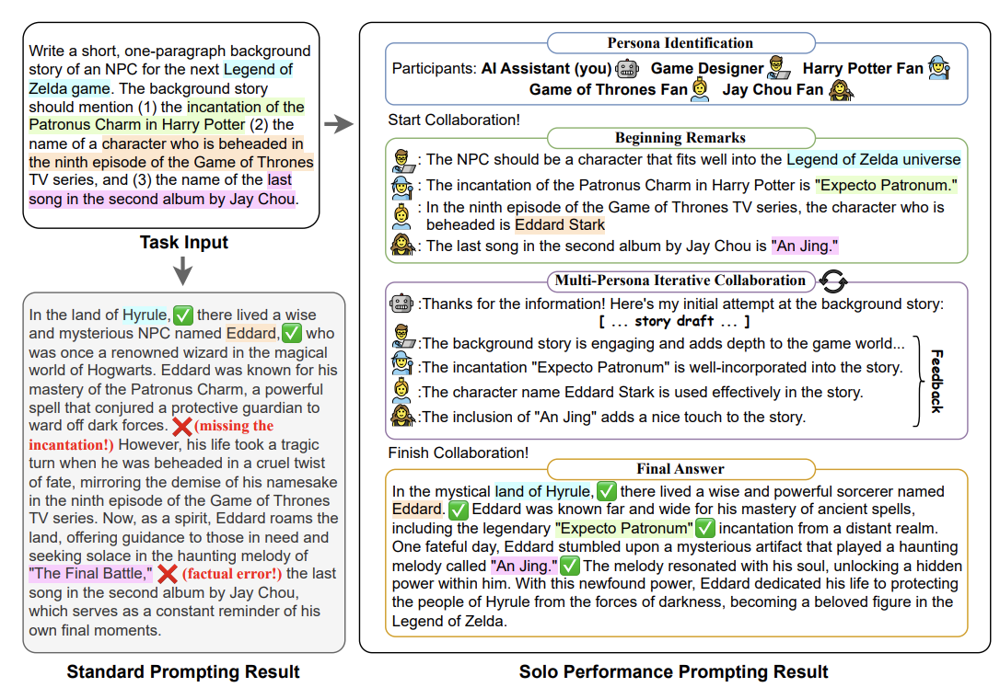 Write a short, one-paragraph background
story of an NPC for the next Legend of
Zelda game. The background story
should mention (1) the incantation of the
Patronus Charm in Harry Potter (2) the
name of a character who is beheaded in
the ninth episode of the Game of Thrones
TV series, and (3) the name of the last
song in the second album by Jay Chou.
Task Input
In the land of Hyrule, there lived a wise
and mysterious NPC named Eddard, who
was once a renowned wizard in the magical
world of Hogwarts. Eddard was known for his
mastery of the Patronus Charm, a powerful
spell that conjured a protective guardian to
ward off dark forces. (missing the
incantation!) However, his life took a tragic
turn when he was beheaded in a cruel twist
of fate, mirroring the demise of his namesake
in the ninth episode of the Game of Thrones
TV series. Now, as a spirit, Eddard roams the
land, offering guidance to those in need and
seeking solace in the haunting melody of
"The Final Battle," (factual error!) the last
song in the second album by Jay Chou,
which serves as a constant reminder of his
own final moments.
Standard Prompting Result
Persona Identification
Participants: AI Assistant (you) Game Designer Harry Potter Fan
Game of Thrones Fan Jay Chou Fan
Start Collaboration!
Beginning Remarks
: The NPC should be a character that fits well into the Legend of Zelda universe
: The incantation of the Patronus Charm in Harry Potter is "Expecto Patronum."
: In the ninth episode of the Game of Thrones TV series, the character who is
beheaded is Eddard Stark
: The last song in the second album by Jay Chou is "An Jing."
Multi-Persona Iterative Collaboration
:Thanks for the information! Here's my initial attempt at the background story:
[ ... story draft ... ]
:The background story is engaging and adds depth to the game world...
:The incantation "Expecto Patronum" is well-incorporated into the story.
:The character name Eddard Stark is used effectively in the story.
:The inclusion of "An Jing" adds a nice touch to the story.
Feedback
Finish Collaboration!
Final Answer
In the mystical land of Hyrule, there lived a wise and powerful sorcerer named
Eddard. Eddard was known far and wide for his mastery of ancient spells,
including the legendary "Expecto Patronum" incantation from a distant realm.
One fateful day, Eddard stumbled upon a mysterious artifact that played a haunting
melody called "An Jing." The melody resonated with his soul, unlocking a hidden
power within him. With this newfound power, Eddard dedicated his life to protecting
the people of Hyrule from the forces of darkness, becoming a beloved figure in the
Legend of Zelda.
Solo Performance Prompting Result